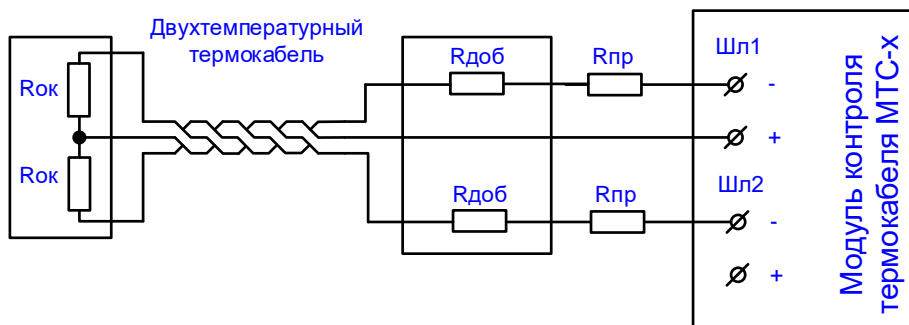 Двухтемпературный
термокабель
Rок
Rок
Rдоб
Rпр
Rдоб
Rпр
Шл1
-
+
Шл2
-
+
Модуль контроля
термокабеля МТС-х